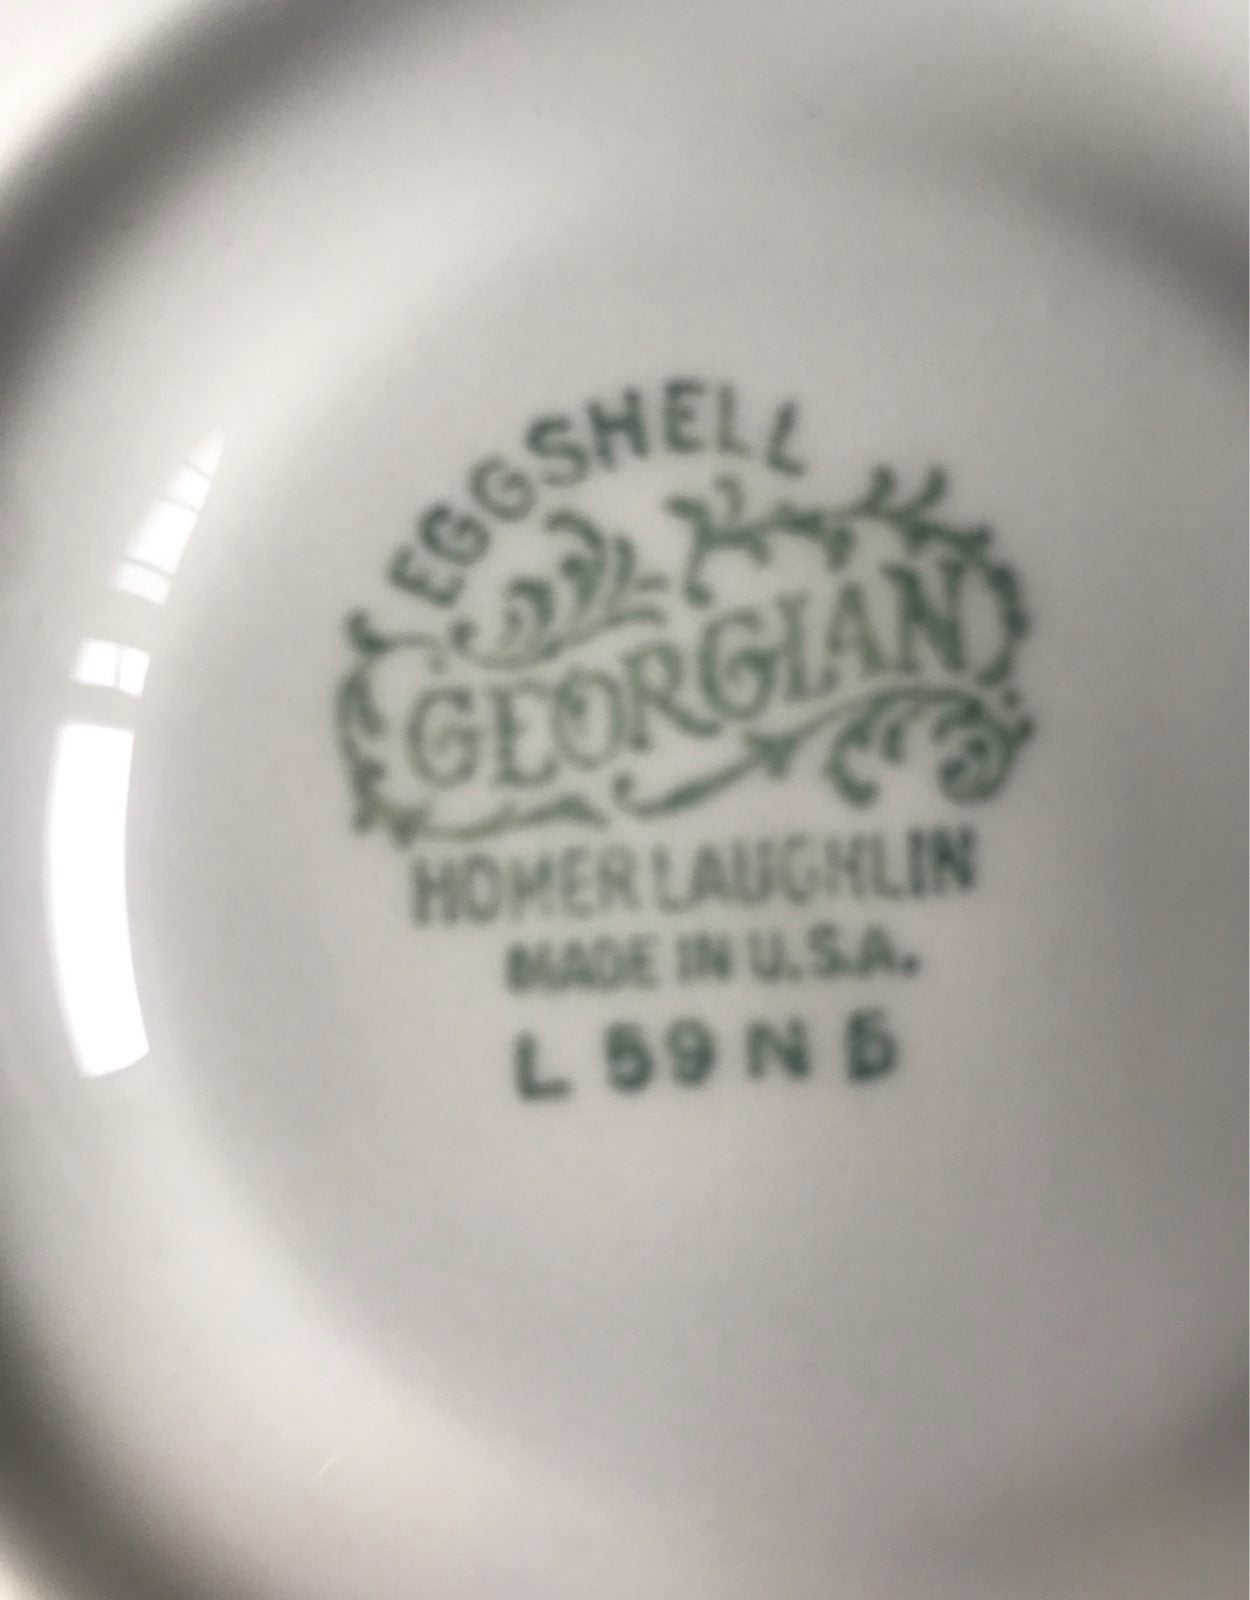 EGGSHELL
GEORGIAN
HOMER LAUGHLIN
MADE IN U.S.A.
L 59 N 5